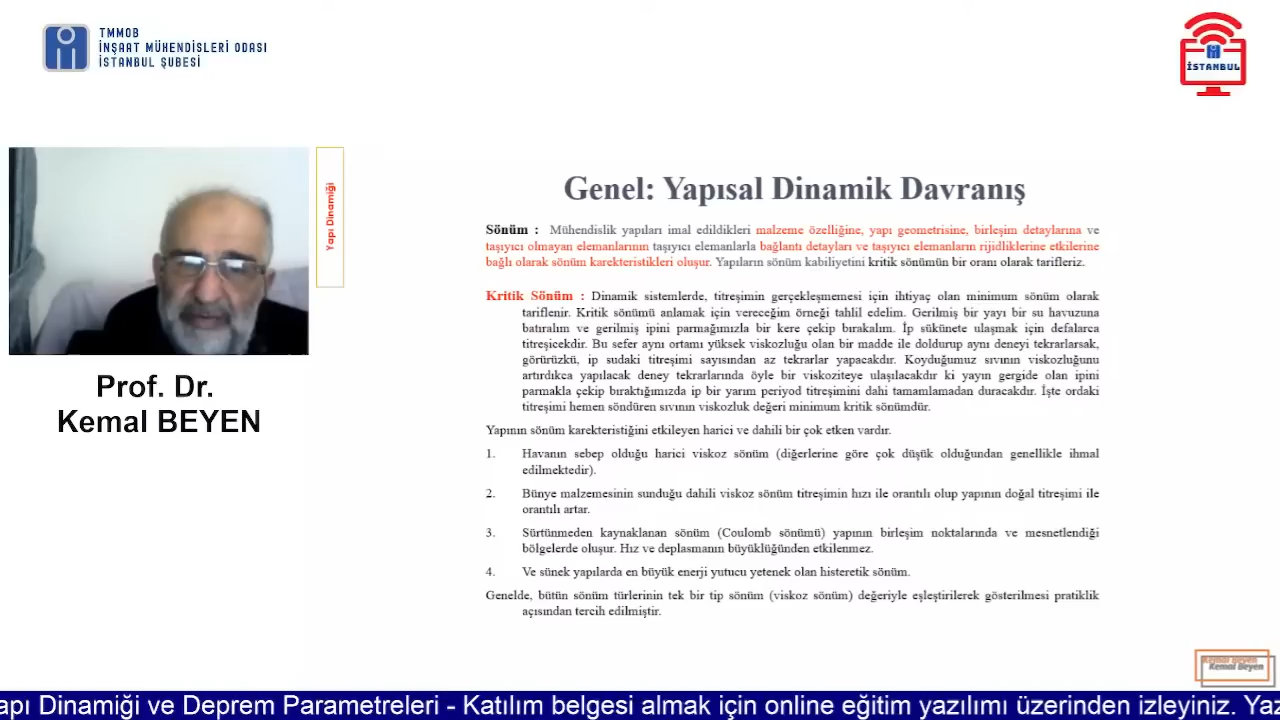 TMMOB
İNŞAAT MÜHENDİSLERİ ODASI
İSTANBUL ŞUBESİ
İSTANBUL
Yapı Dinamiği
Prof. Dr.
Kemal BEYEN
Genel: Yapısal Dinamik Davranış
Sönüm : Mühendislik yapıları imal edildikleri malzeme özelliğine, yapı geometrisine, birleşim detaylarına ve
taşıyıcı olmayan elemanlarının taşıyıcı elemanlarla bağlantı detayları ve taşıyıcı elemanların rijidliklerine etkilerine
bağlı olarak sönüm karekteristikleri oluşur. Yapıların sönüm kabiliyetini kritik sönümün bir oranı olarak tarifleriz.
Kritik Sönüm : Dinamik sistemlerde, titreşimin gerçekleşmemesi için ihtiyaç olan minimum sönüm olarak
tariflenir. Kritik sönümü anlamak için vereceğim örneği tahlil edelim. Gerilmiş bir yayı bir su havuzuna
batıralım ve gerilmiş ipini parmağımızla bir kere çekip bırakalım. İp sükünete ulaşmak için defalarca
titreşicekdir. Bu sefer aynı ortamı yüksek viskozluğu olan bir madde ile doldurup aynı deneyi tekrarlarsak,
görürüzkü, ip sudaki titreşimi sayısından az tekrarlar yapacakdır. Koyduğumuz sıvının viskozluğunu
artırdıkca yapılacak deney tekrarlarında öyle bir viskoziteye ulaşılacakdır ki yayın gergide olan ipini
parmakla çekip bıraktığımızda ip bir yarım periyod titreşimini dahi tamamlamadan duracakdır. İşte ordaki
titreşimi hemen söndüren sıvının viskozluk değeri minimum kritik sönümdür.
Yapının sönüm karekteristiğini etkileyen harici ve dahili bir çok etken vardır.
1. Havanın sebep olduğu harici viskoz sönüm (diğerlerine göre çok düşük olduğundan genellikle ihmal
edilmektedir).
2. Bünye malzemesinin sunduğu dahili viskoz sönüm titreşimin hızı ile orantılı olup yapının doğal titreşimi ile
orantılı artar.
3. Sürtünmeden kaynaklanan sönüm (Coulomb sönümü) yapının birleşim noktalarında ve mesnetlendiği
bölgelerde oluşur. Hız ve deplasmanın büyüklüğünden etkilenmez.
4. Ve sünek yapılarda en büyük enerji yutucu yetenek olan histeretik sönüm.
Genelde, bütün sönüm türlerinin tek bir tip sönüm (viskoz sönüm) değeriyle eşleştirilerek gösterilmesi pratiklik
açısından tercih edilmiştir.
Kemal Beyen
Kemal Beyen
apı Dinamiği ve Deprem Parametreleri - Katılım belgesi almak için online eğitim yazılımı üzerinden izleyiniz. Yaz